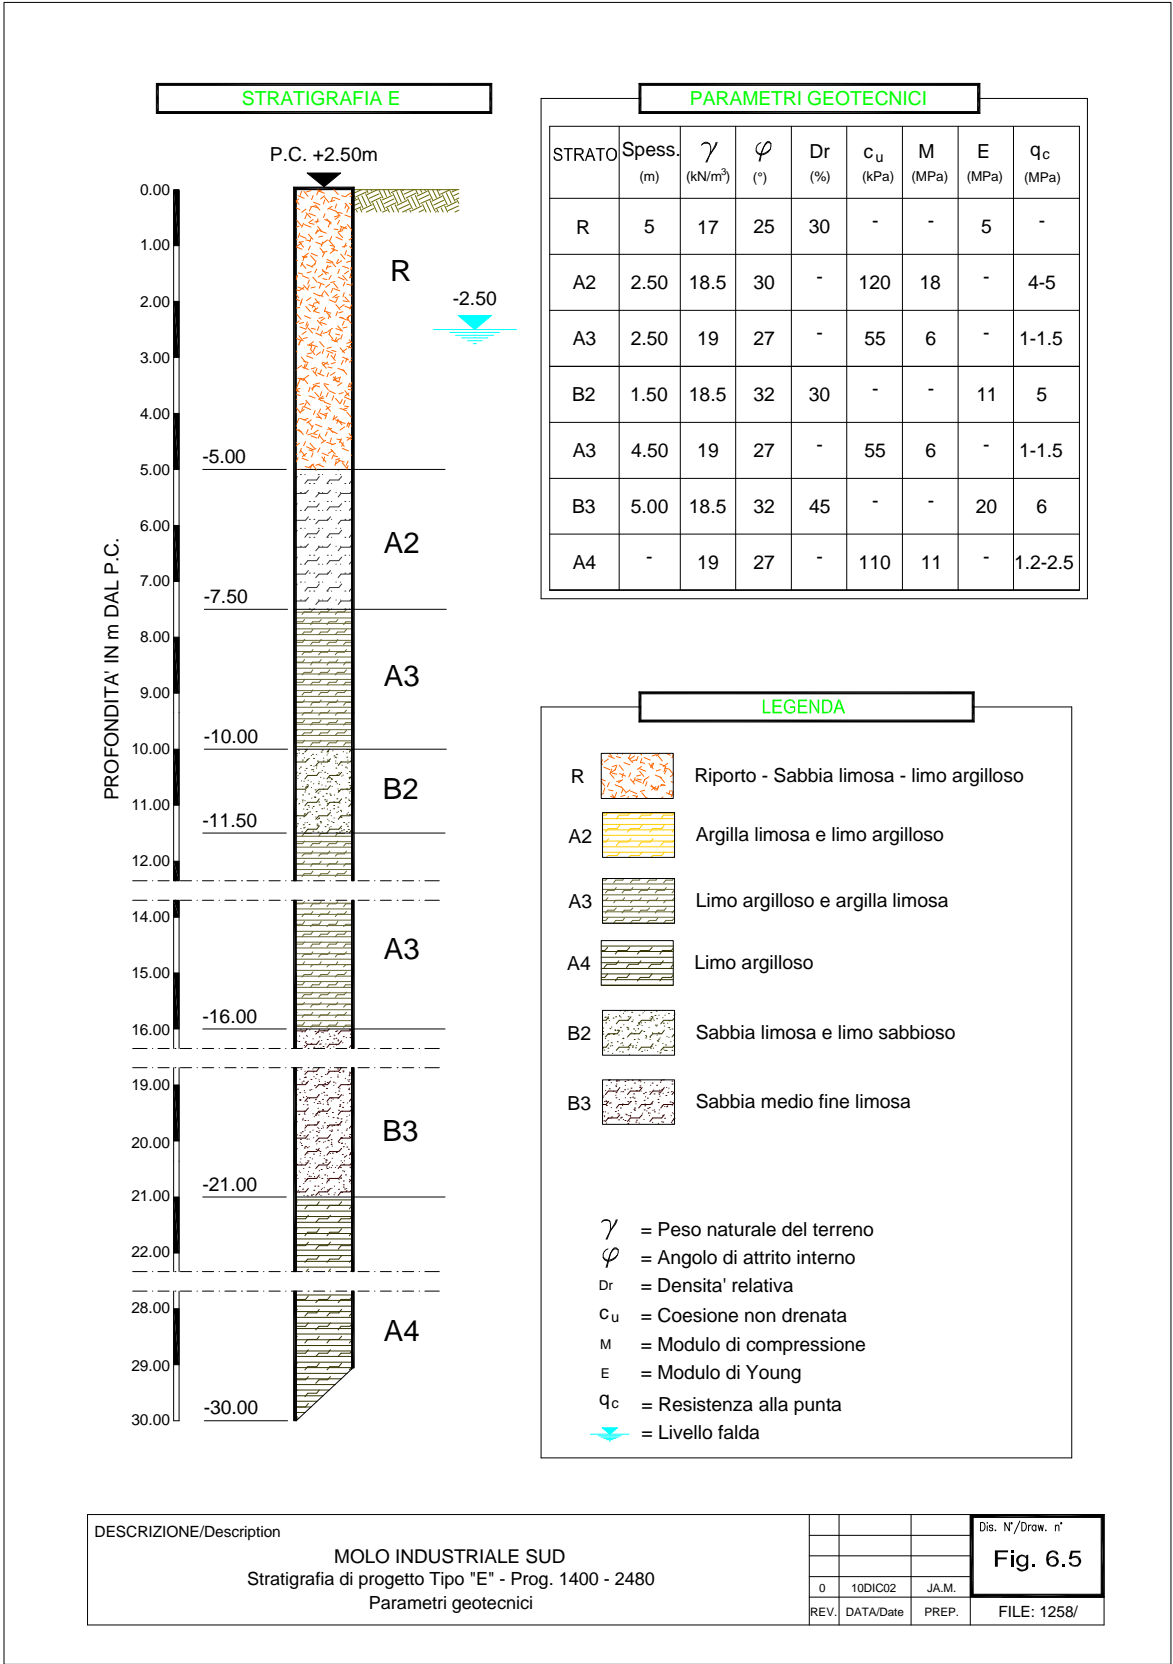 STRATIGRAFIA E
P.C. +2.50m
PROFONDITA' IN m DAL P.C.
0.00
1.00
2.00
3.00
4.00
5.00
6.00
7.00
8.00
9.00
10.00
11.00
12.00
14.00
15.00
16.00
19.00
20.00
21.00
22.00
28.00
29.00
30.00
-5.00
-7.50
-10.00
-11.50
-16.00
-21.00
-30.00
R
-2.50
A2
A3
B2
A3
B3
A4
PARAMETRI GEOTECNICI
STRATO Spess. γ φ Dr cu M E qc
(m) (kN/m³) (°) (%) (kPa) (MPa) (MPa) (MPa)
R 5 17 25 30 - - 5 -
A2 2.50 18.5 30 - 120 18 - 4-5
A3 2.50 19 27 - 55 6 - 1-1.5
B2 1.50 18.5 32 30 - - 11 5
A3 4.50 19 27 - 55 6 - 1-1.5
B3 5.00 18.5 32 45 - - 20 6
A4 - 19 27 - 110 11 - 1.2-2.5
LEGENDA
R Riporto - Sabbia limosa - limo argilloso
A2 Argilla limosa e limo argilloso
A3 Limo argilloso e argilla limosa
A4 Limo argilloso
B2 Sabbia limosa e limo sabbioso
B3 Sabbia medio fine limosa
γ = Peso naturale del terreno
φ = Angolo di attrito interno
Dr = Densita' relativa
cu = Coesione non drenata
M = Modulo di compressione
E = Modulo di Young
qc = Resistenza alla punta
= Livello falda
DESCRIZIONE/Description
MOLO INDUSTRIALE SUD
Stratigrafia di progetto Tipo "E" - Prog. 1400 - 2480
Parametri geotecnici
0 10DIC02 JA.M.
REV. DATA/Date PREP.
Dis. N°/Draw. n°
Fig. 6.5
FILE: 1258/